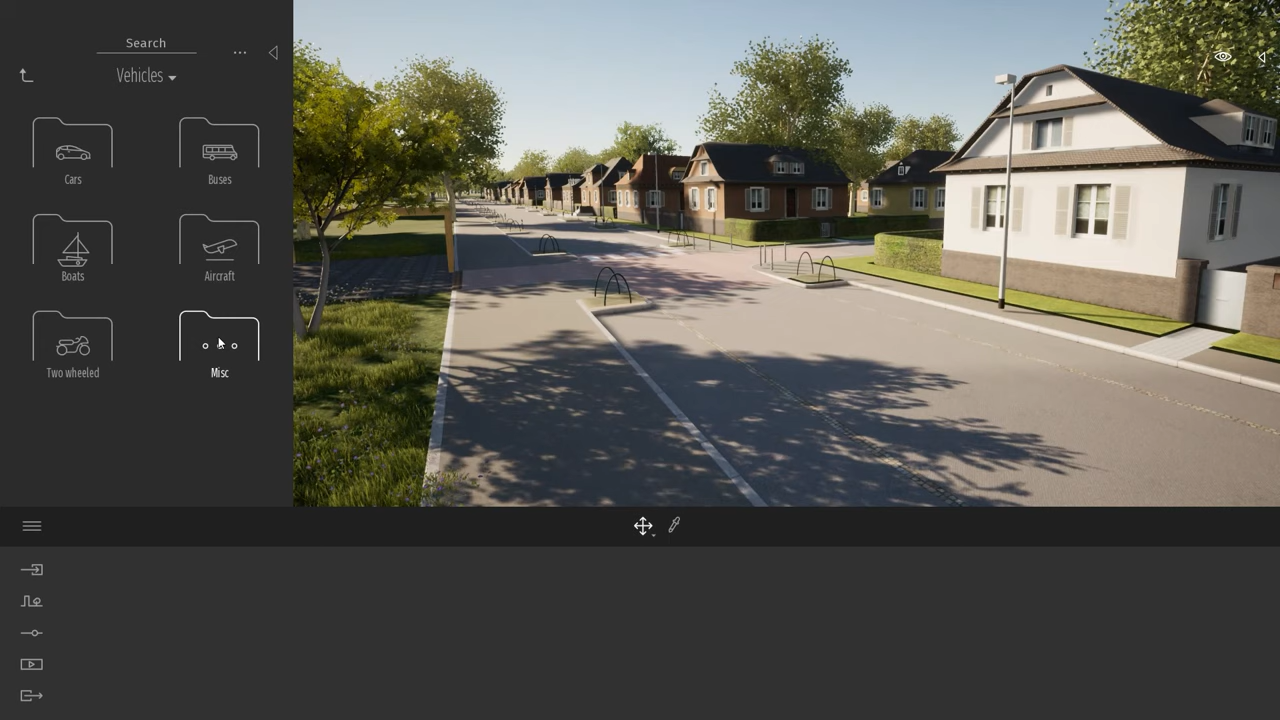 Search
Vehicles
Cars
Buses
Boats
Aircraft
Two wheeled
Misc